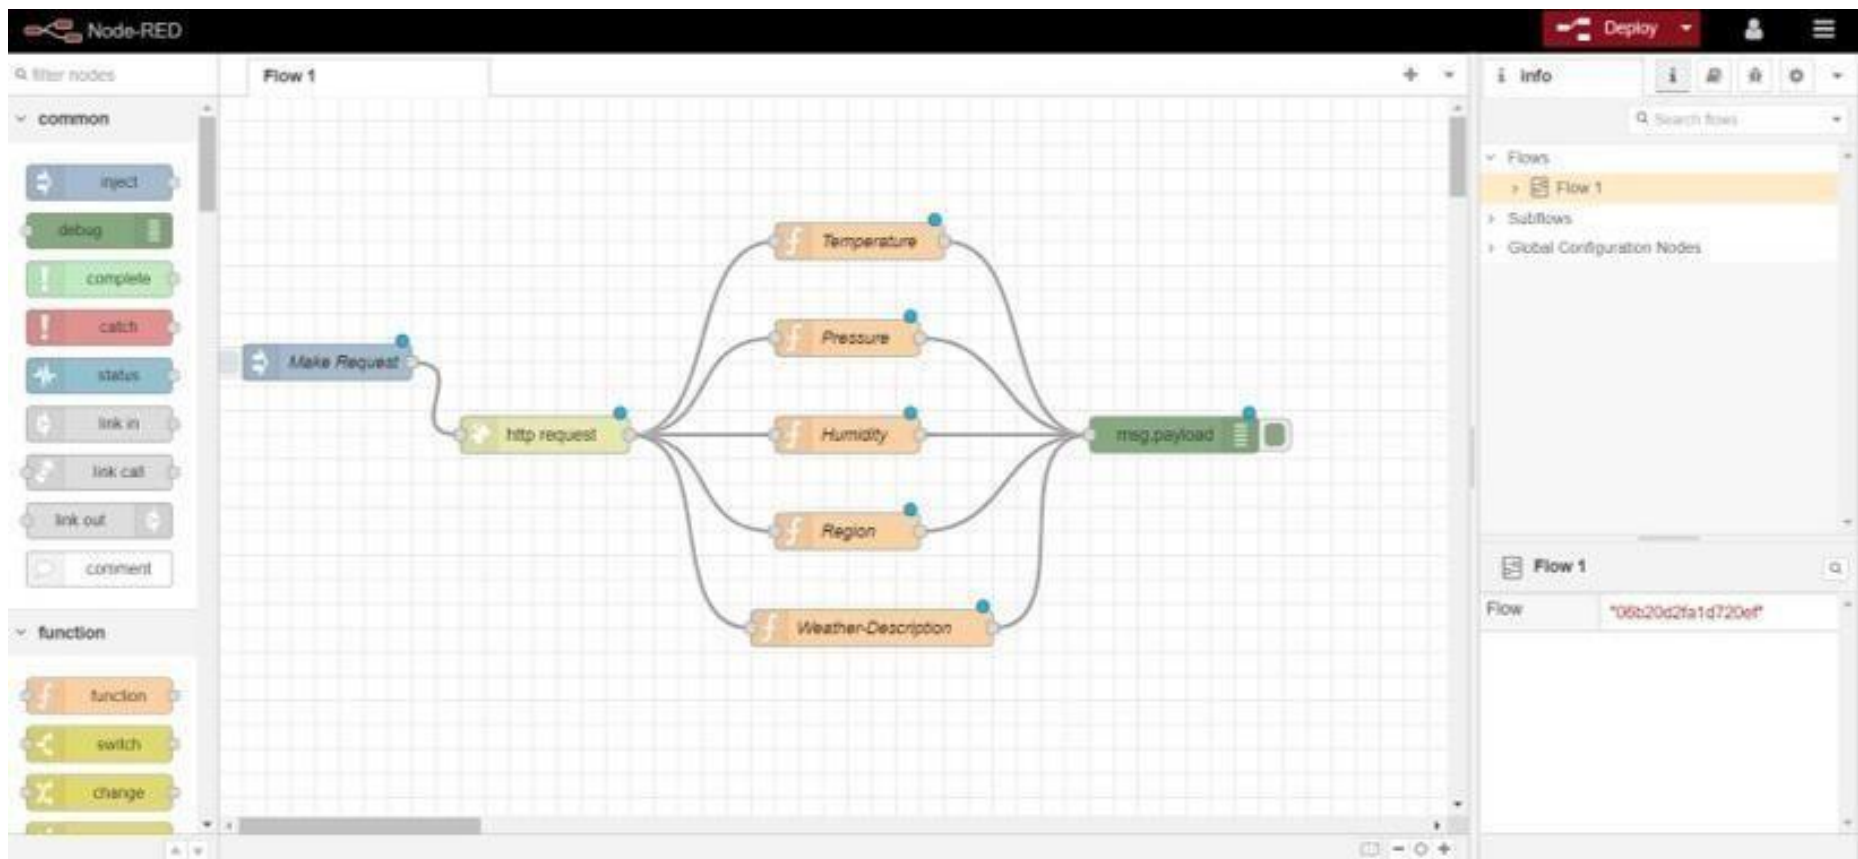 Node-RED
Deploy
filter nodes
Flow 1
info
common
Search flows
inject
debug
complete
catch
status
link in
link call
link out
comment
function
function
switch
change
Make Request
http request
Temperature
Pressure
Humidity
Region
Weather-Description
msg.payload
Flows
Flow 1
Subflows
Global Configuration Nodes
Flow 1
Flow "06b20d2fa1d720ef"